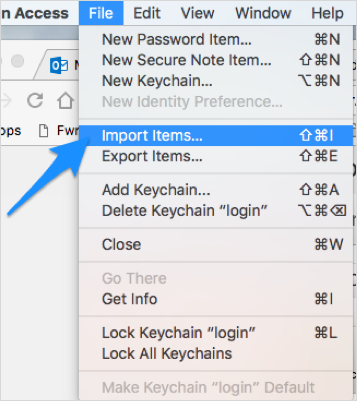 n Access File Edit View Window Help
New Password Item... ⌘N
New Secure Note Item... ⇧⌘N
New Keychain... ⌥⌘N
New Identity Preference...
Import Items... ⇧⌘I
Export Items... ⇧⌘E
Add Keychain... ⇧⌘A
Delete Keychain “login” ⌥⌘⌫
Close ⌘W
Go There
Get Info ⌘I
Lock Keychain “login” ⌘L
Lock All Keychains
Make Keychain “login” Default
ops Fwr